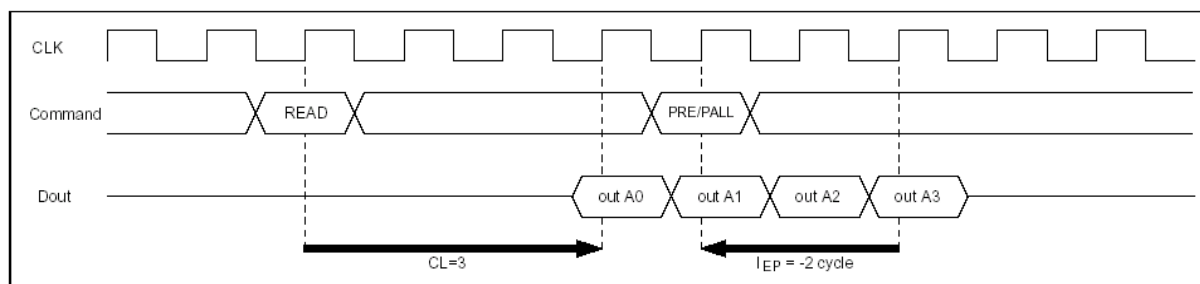 CLK
Command READ PRE/PALL
Dout out A0 out A1 out A2 out A3
CL=3 lEP = -2 cycle